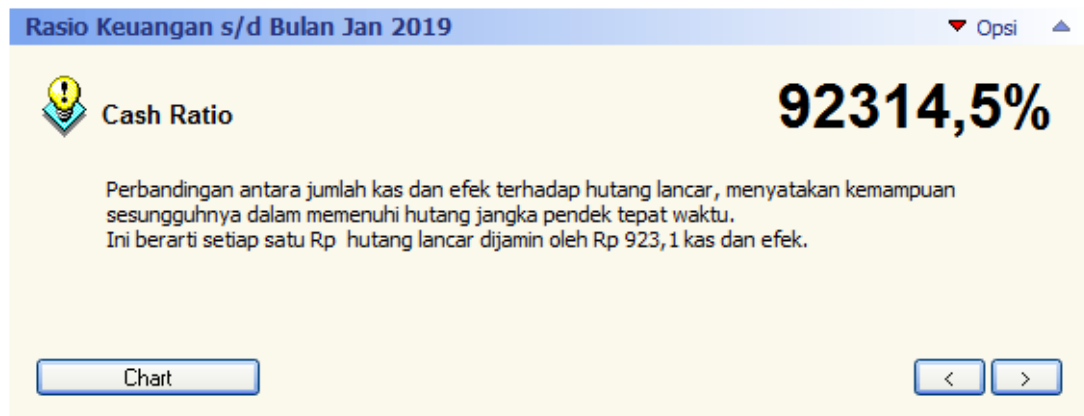 Rasio Keuangan s/d Bulan Jan 2019
Opsi
Cash Ratio
92314,5%
Perbandingan antara jumlah kas dan efek terhadap hutang lancar, menyatakan kemampuan
sesungguhnya dalam memenuhi hutang jangka pendek tepat waktu.
Ini berarti setiap satu Rp  hutang lancar dijamin oleh Rp 923,1 kas dan efek.
Chart
<
>